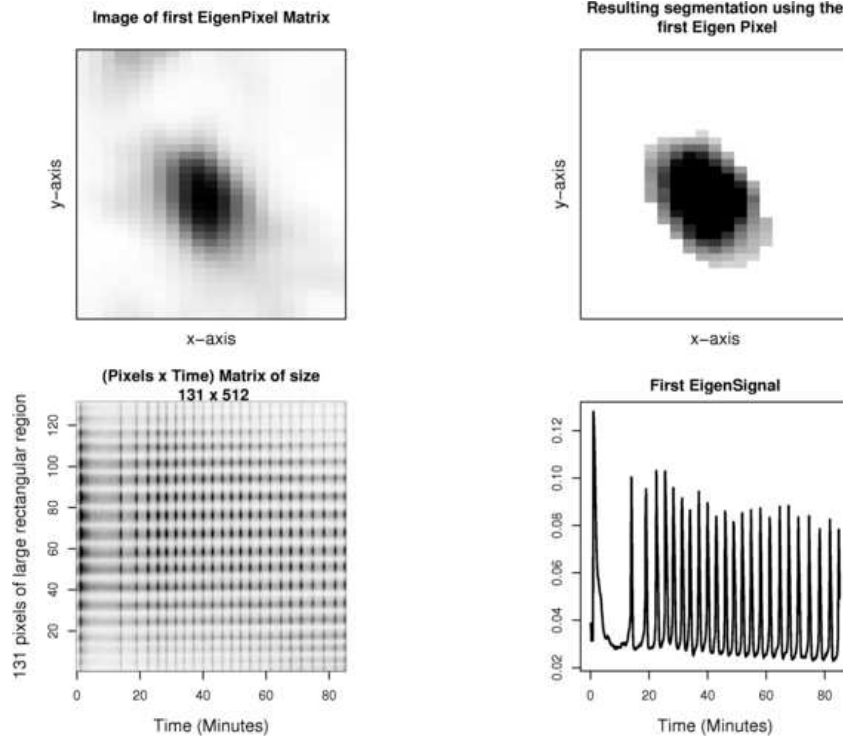 Image of first EigenPixel Matrix
y-axis
x-axis
Resulting segmentation using the
first Eigen Pixel
y-axis
x-axis
(Pixels x Time) Matrix of size
131 x 512
131 pixels of large rectangular region
120
100
80
60
40
20
0 20 40 60 80
Time (Minutes)
First EigenSignal
0.12
0.10
0.08
0.06
0.04
0.02
0 20 40 60 80
Time (Minutes)